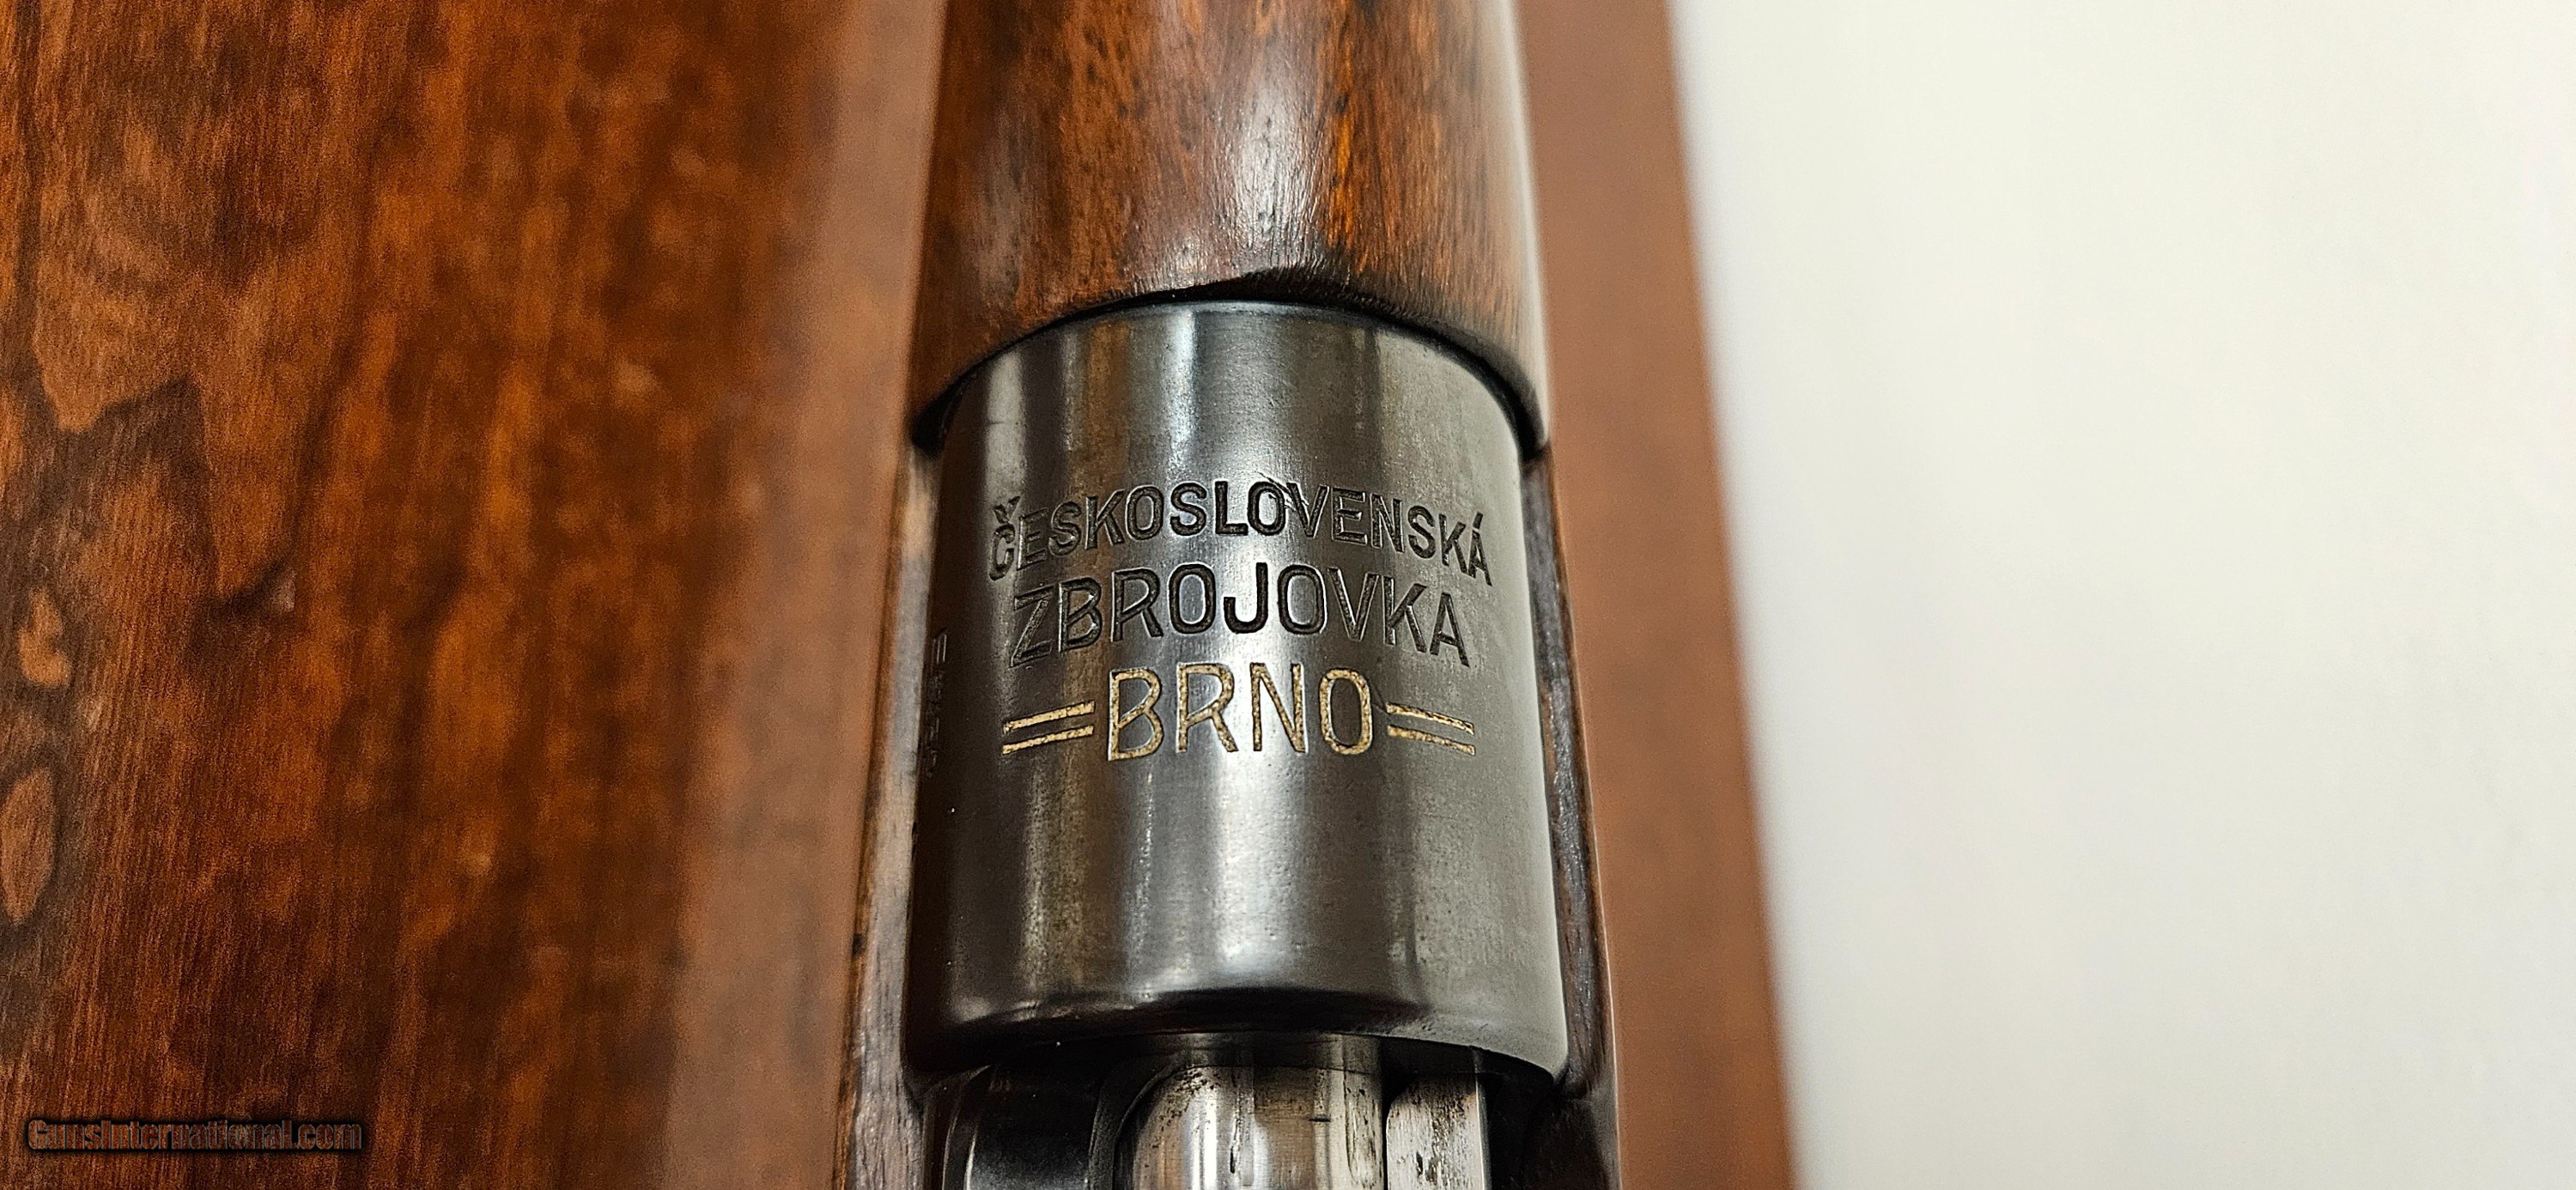 ČESKOSLOVENSKÁ
ZBROJOVKA
=BRNO=
GunsInternational.com